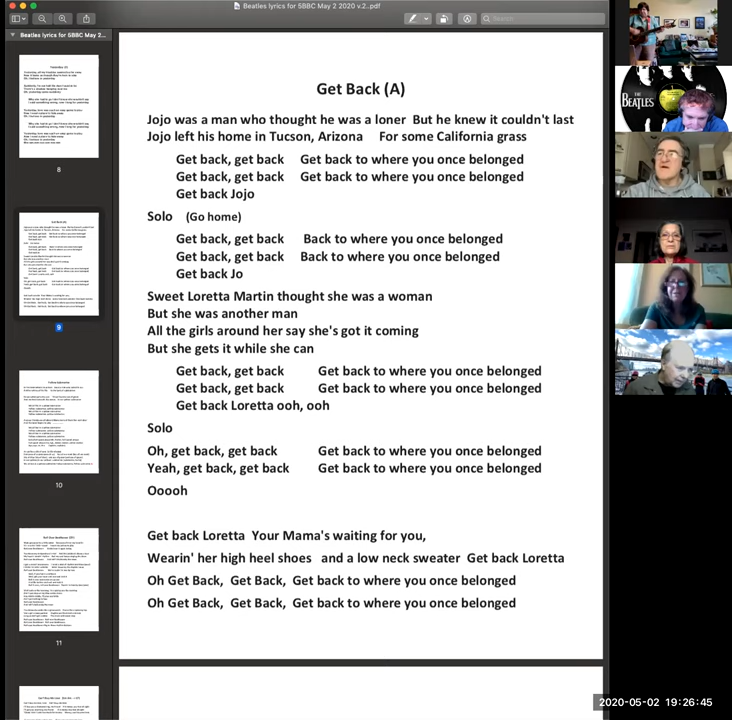 Beatles lyrics for 5BBC May 2 2020 v.2..pdf
Search
Beatles lyrics for 5BBC May 2...
Yesterday (F)
8
9
10
11
Get Back (A)
Jojo was a man who thought he was a loner But he knew it couldn't last
Jojo left his home in Tucson, Arizona For some California grass
Get back, get back Get back to where you once belonged
Get back, get back Get back to where you once belonged
Get back Jojo
Solo (Go home)
Get back, get back Back to where you once belonged
Get back, get back Back to where you once belonged
Get back Jo
Sweet Loretta Martin thought she was a woman
But she was another man
All the girls around her say she's got it coming
But she gets it while she can
Get back, get back Get back to where you once belonged
Get back, get back Get back to where you once belonged
Get back Loretta ooh, ooh
Solo
Oh, get back, get back Get back to where you once belonged
Yeah, get back, get back Get back to where you once belonged
Ooooh
Get back Loretta Your Mama's waiting for you,
Wearin' her high heel shoes and a low neck sweater Get back Loretta
Oh Get Back, Get Back, Get back to where you once belonged
Oh Get Back, Get Back, Get back to where you once belonged
THE BEATLES
2020-05-02 19:26:45